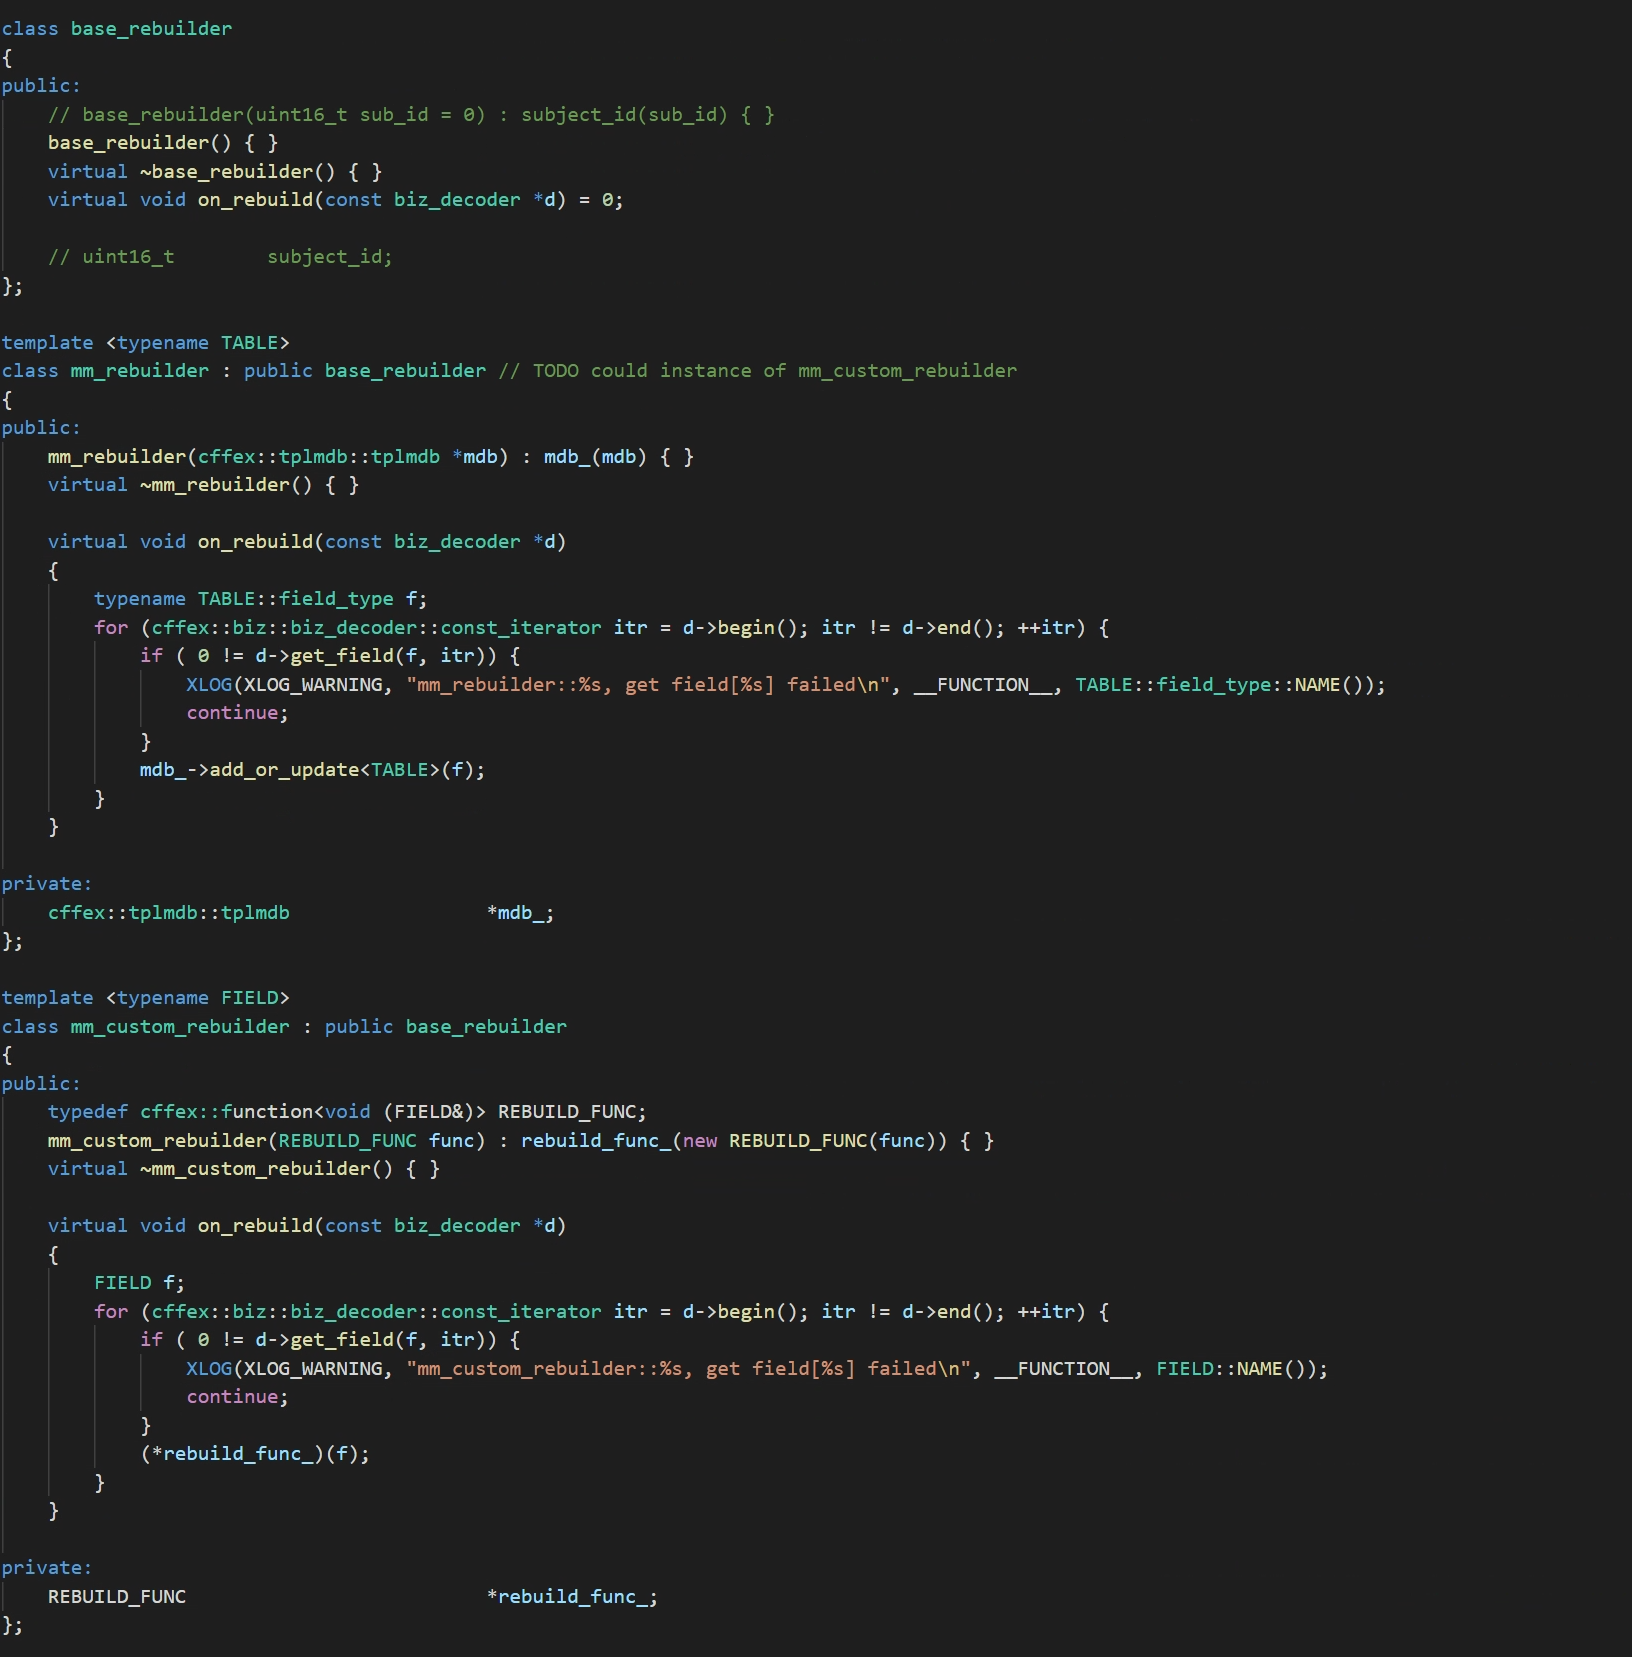 class base_rebuilder
{
public:
    // base_rebuilder(uint16_t sub_id = 0) : subject_id(sub_id) { }
    base_rebuilder() { }
    virtual ~base_rebuilder() { }
    virtual void on_rebuild(const biz_decoder *d) = 0;

    // uint16_t        subject_id;
};

template <typename TABLE>
class mm_rebuilder : public base_rebuilder // TODO could instance of mm_custom_rebuilder
{
public:
    mm_rebuilder(cffex::tplmdb::tplmdb *mdb) : mdb_(mdb) { }
    virtual ~mm_rebuilder() { }

    virtual void on_rebuild(const biz_decoder *d)
    {
        typename TABLE::field_type f;
        for (cffex::biz::biz_decoder::const_iterator itr = d->begin(); itr != d->end(); ++itr) {
            if ( 0 != d->get_field(f, itr)) {
                XLOG(XLOG_WARNING, "mm_rebuilder::%s, get field[%s] failed\n", __FUNCTION__, TABLE::field_type::NAME());
                continue;
            }
            mdb_->add_or_update<TABLE>(f);
        }
    }

private:
    cffex::tplmdb::tplmdb                 *mdb_;
};

template <typename FIELD>
class mm_custom_rebuilder : public base_rebuilder
{
public:
    typedef cffex::function<void (FIELD&)> REBUILD_FUNC;
    mm_custom_rebuilder(REBUILD_FUNC func) : rebuild_func_(new REBUILD_FUNC(func)) { }
    virtual ~mm_custom_rebuilder() { }

    virtual void on_rebuild(const biz_decoder *d)
    {
        FIELD f;
        for (cffex::biz::biz_decoder::const_iterator itr = d->begin(); itr != d->end(); ++itr) {
            if ( 0 != d->get_field(f, itr)) {
                XLOG(XLOG_WARNING, "mm_custom_rebuilder::%s, get field[%s] failed\n", __FUNCTION__, FIELD::NAME());
                continue;
            }
            (*rebuild_func_)(f);
        }
    }

private:
    REBUILD_FUNC                          *rebuild_func_;
};